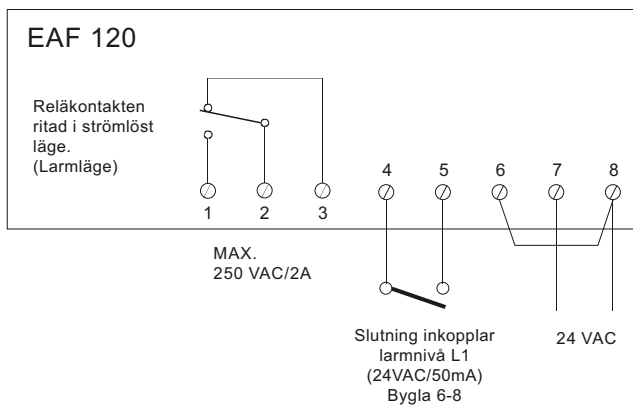 EAF 120
Reläkontakten
ritad i strömlöst
läge.
(Larmläge)
4 5 6 7 8
1 2 3
MAX.
250 VAC/2A
Slutning inkopplar
larmnivå L1
(24VAC/50mA)
Bygla 6-8
24 VAC